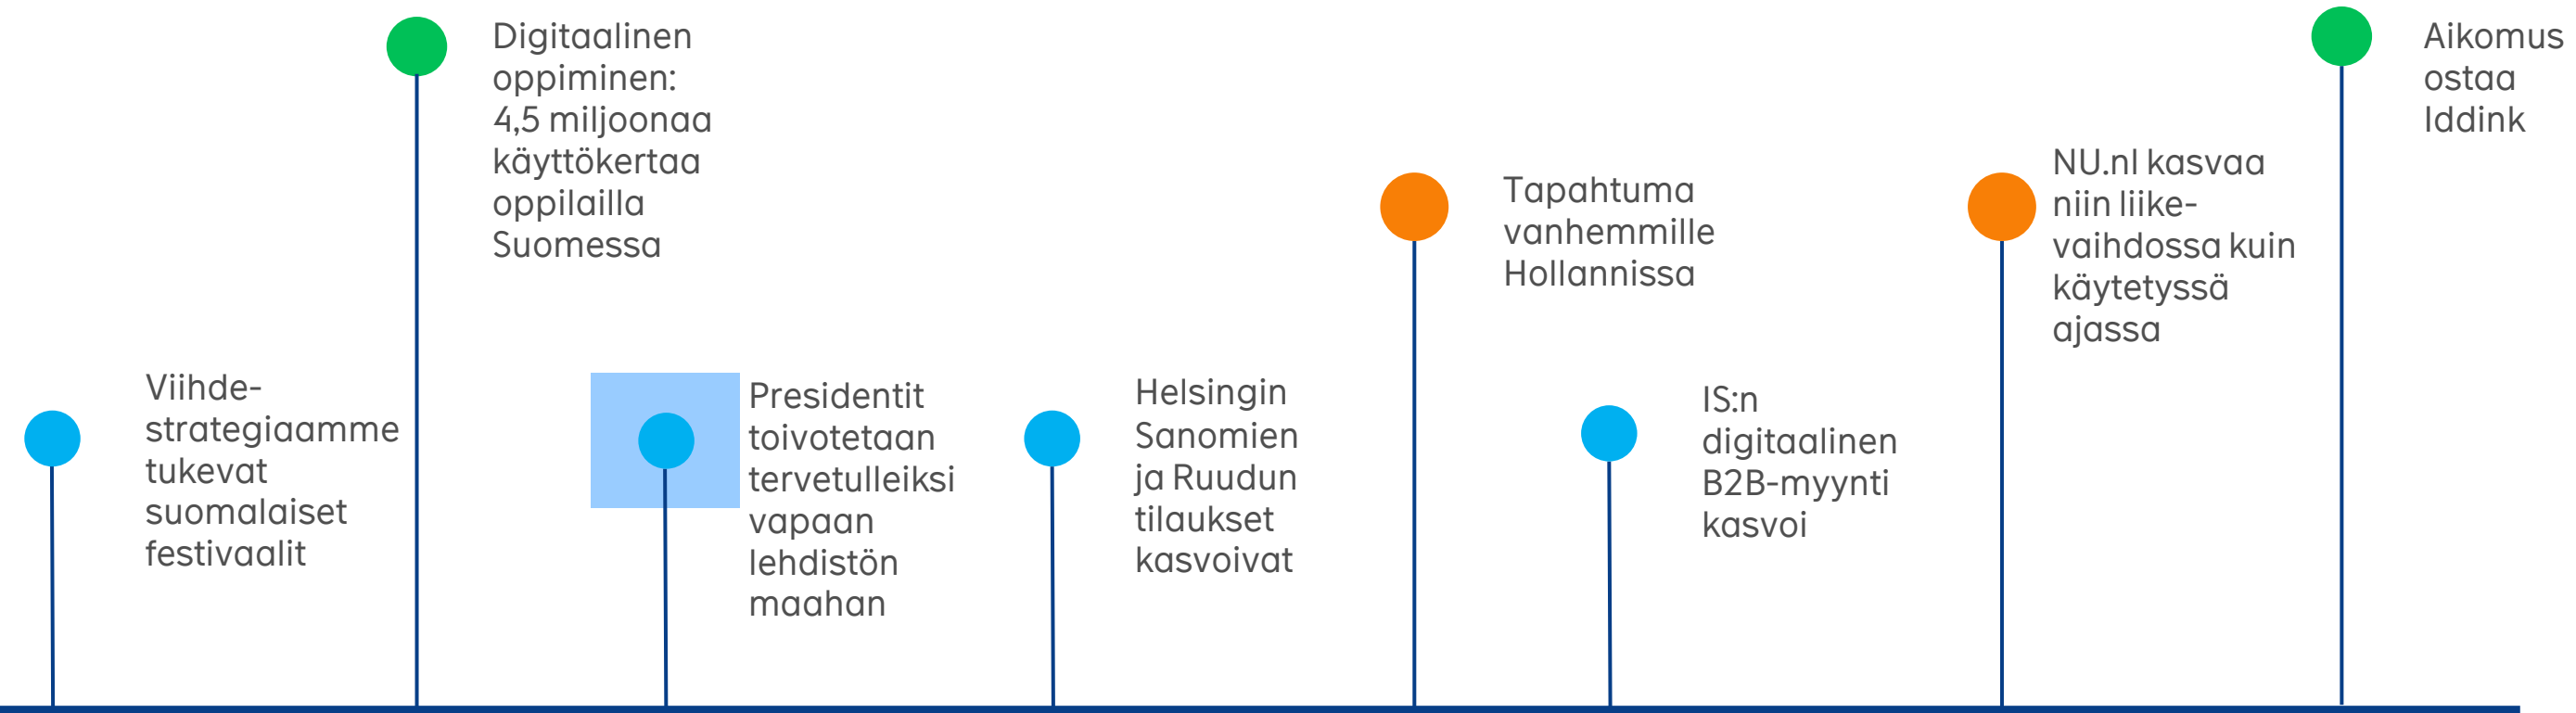 Viihde-
strategiaamme
tukevat
suomalaiset
festivaalit
Digitaalinen
oppiminen:
4,5 miljoonaa
käyttökertaa
oppilailla
Suomessa
Presidentit
toivotetaan
tervetulleiksi
vapaan
lehdistön
maahan
Helsingin
Sanomien
ja Ruudun
tilaukset
kasvoivat
Tapahtuma
vanhemmille
Hollannissa
IS:n
digitaalinen
B2B-myynti
kasvoi
NU.nl kasvaa
niin liike-
vaihdossa kuin
käytetyssä
ajassa
Aikomus
ostaa
Iddink